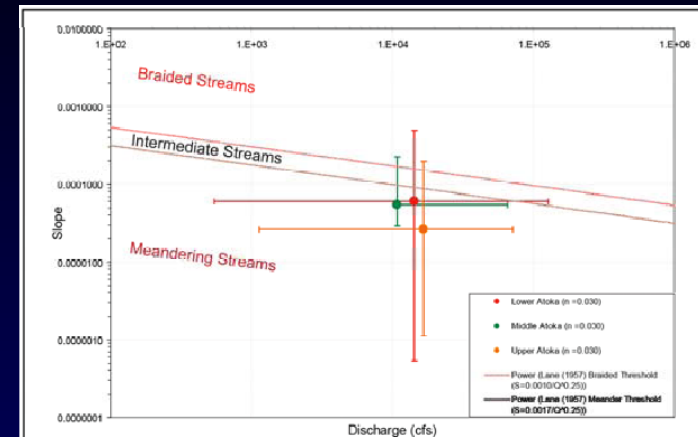 0.0100000
1.E+02 1.E+03 1.E+04 1.E+05 1.E+06
Braided Streams
0.0010000
Intermediate Streams
0.0001000
Slope
Meandering Streams
0.0000100
0.0000010
0.0000001
Lower Atoka (n =0.030)
Middle Atoka (n =0.030)
Upper Atoka (n =0.030)
Power (Lane (1957) Braided Threshold
(S=0.0010/Q^0.25))
Power (Lane (1957) Meander Threshold
(S=0.0017/Q^0.25))
Discharge (cfs)